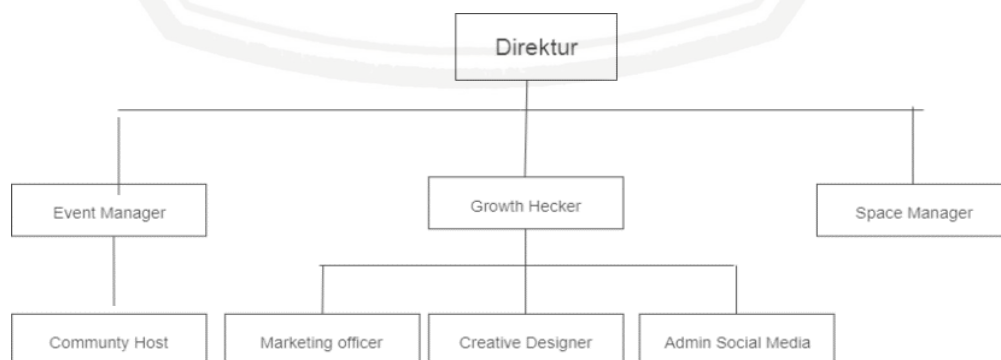 Direktur
Event Manager
Growth Hecker
Space Manager
Communty Host
Marketing officer
Creative Designer
Admin Social Media